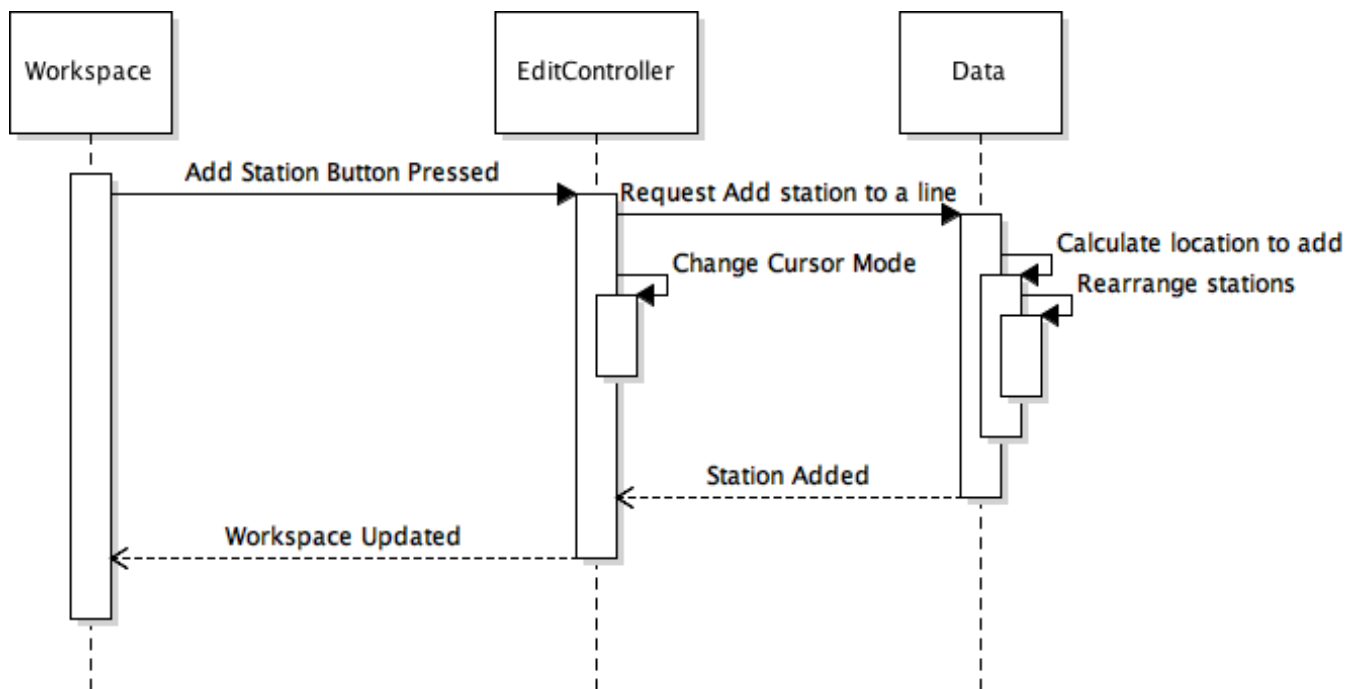 Workspace
EditController
Data
Add Station Button Pressed
Request Add station to a line
Calculate location to add
Change Cursor Mode
Rearrange stations
Station Added
Workspace Updated